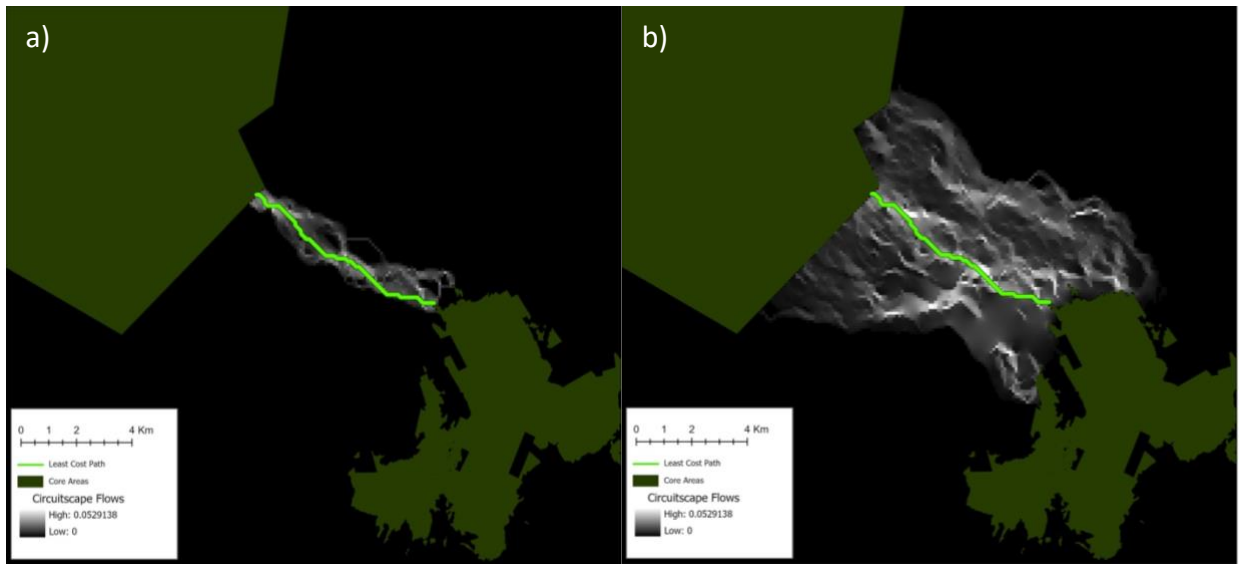 a)
0 1 2 4 Km
Least Cost Path
Core Areas
Circuitscape Flows
High: 0.0529138
Low: 0
b)
0 1 2 4 Km
Least Cost Path
Core Areas
Circuitscape Flows
High: 0.0529138
Low: 0